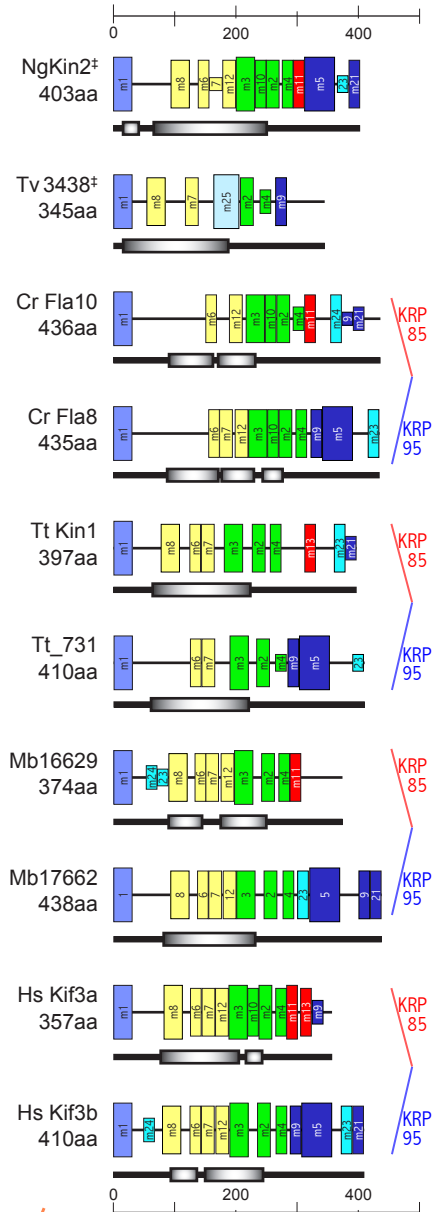 0 200 400
NgKin2‡
403aa
m1 m8 m6 7 m12 m3 m10 m2 m4 m11 m5 23 m21
Tv 3438‡
345aa
m1 m8 m7 m25 m2 m4 m9
Cr Fla10
436aa
m1 m6 m12 m3 m10 m2 m4 m11 m24 9 m21
KRP
85
Cr Fla8
435aa
m1 m6 m7 m12 m3 m10 m2 m4 m9 m5 m23
KRP
95
Tt Kin1
397aa
m1 m8 m6 m7 m3 m2 m4 m13 m23 m21
KRP
85
Tt_731
410aa
m1 m6 m7 m3 m2 m4 m9 m5 23
KRP
95
Mb16629
374aa
m1 m24 23 m8 m6 m7 m12 m3 m2 m4 m11
KRP
85
Mb17662
438aa
1 m8 6 m7 12 3 2 4 23 5 9 21
KRP
95
Hs Kif3a
357aa
m1 m8 m6 m7 m12 m3 m10 m2 m4 m11 m13 m9
KRP
85
Hs Kif3b
410aa
m1 m24 m8 m6 m7 m12 m3 m2 m4 m9 m5 m23 m21
KRP
95
0 200 400